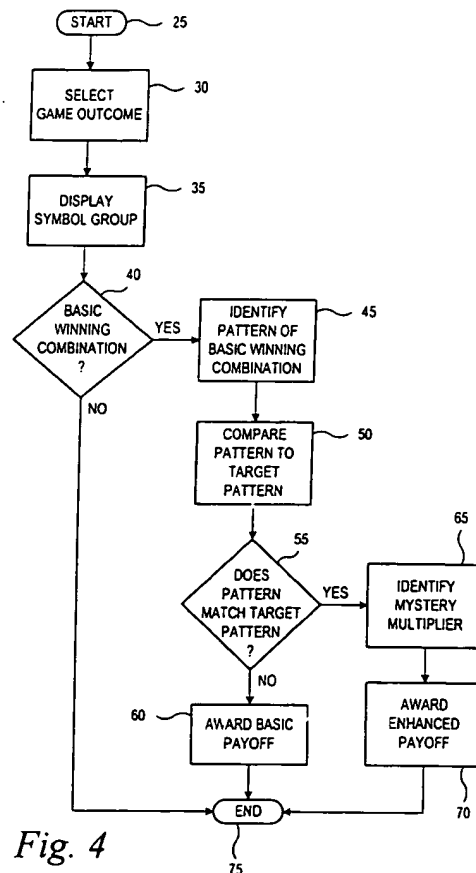 START
25
30
SELECT
GAME OUTCOME
35
DISPLAY
SYMBOL GROUP
40
BASIC
WINNING
COMBINATION
?
YES
NO
45
IDENTIFY
PATTERN OF
BASIC WINNING
COMBINATION
50
COMPARE
PATTERN TO
TARGET
PATTERN
55
DOES
PATTERN
MATCH TARGET
PATTERN
?
YES
NO
65
IDENTIFY
MYSTERY
MULTIPLIER
60
AWARD BASIC
PAYOFF
AWARD
ENHANCED
PAYOFF
70
END
75
Fig. 4